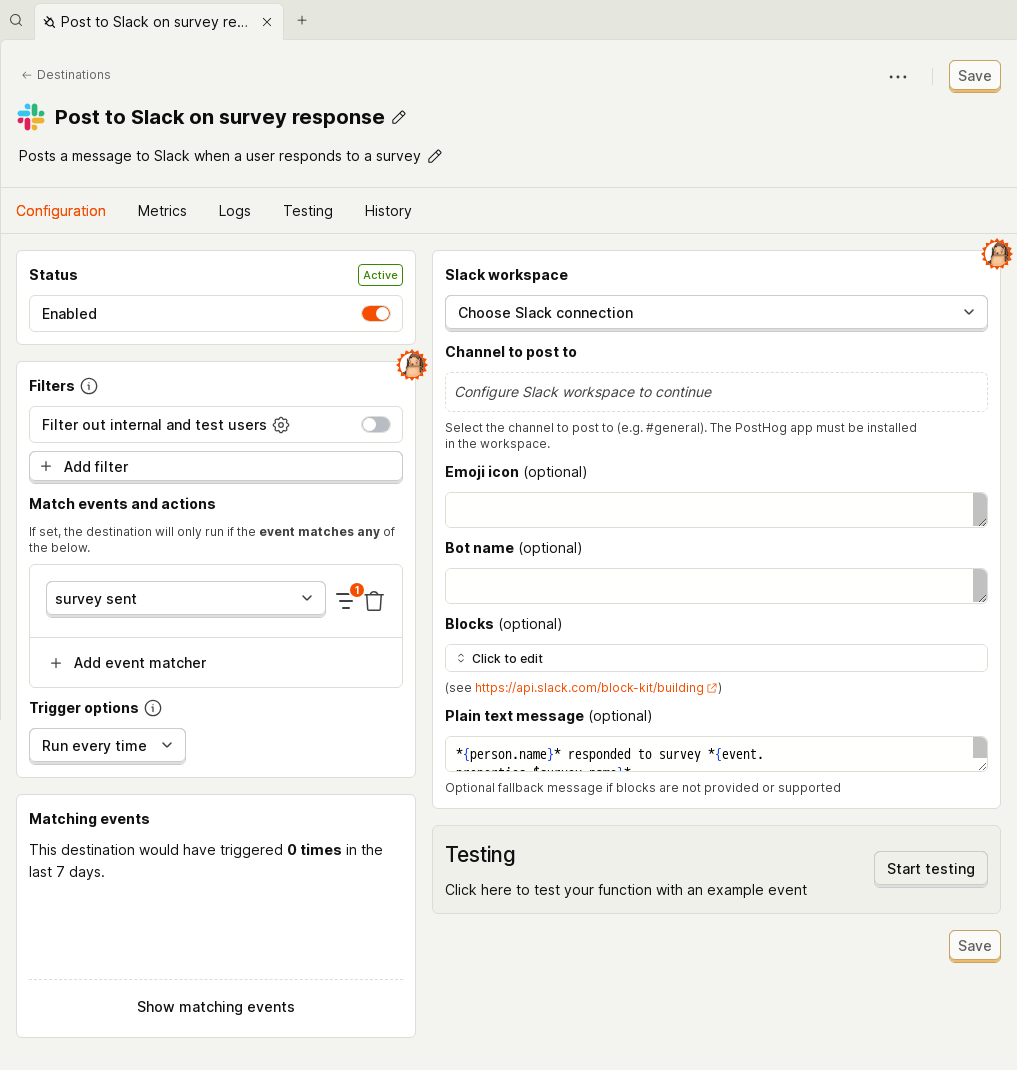 Post to Slack on survey re...
Destinations
Save
Post to Slack on survey response
Posts a message to Slack when a user responds to a survey
Configuration
Metrics
Logs
Testing
History
Status
Active
Enabled
Filters
Filter out internal and test users
Add filter
Match events and actions
If set, the destination will only run if the event matches any of
the below.
survey sent
1
Add event matcher
Trigger options
Run every time
Matching events
This destination would have triggered 0 times in the
last 7 days.
Show matching events
Slack workspace
Choose Slack connection
Channel to post to
Configure Slack workspace to continue
Select the channel to post to (e.g. #general). The PostHog app must be installed
in the workspace.
Emoji icon (optional)
Bot name (optional)
Blocks (optional)
Click to edit
(see https://api.slack.com/block-kit/building)
Plain text message (optional)
*{person.name}* responded to survey *{event.
properties.$survey_name}*
Optional fallback message if blocks are not provided or supported
Testing
Click here to test your function with an example event
Start testing
Save